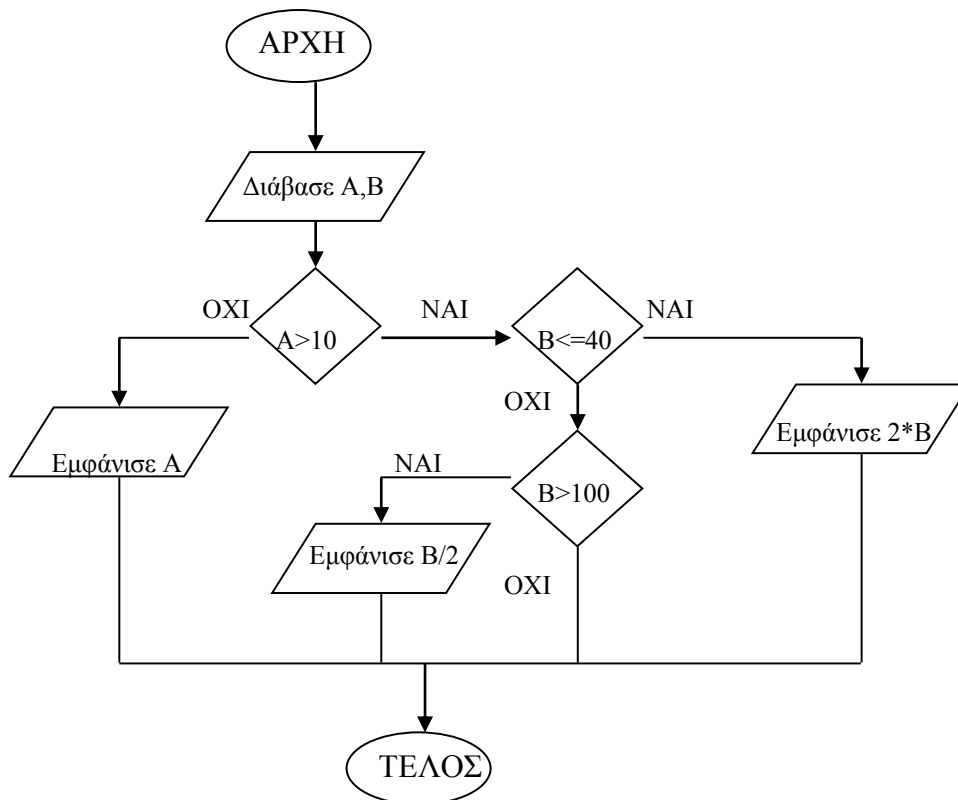 ΑΡΧΗ
Διάβασε Α,Β
ΟΧΙ
Α>10
ΝΑΙ
Β<=40
ΝΑΙ
ΟΧΙ
Εμφάνισε Α
Εμφάνισε 2*Β
ΝΑΙ
Β>100
Εμφάνισε Β/2
ΟΧΙ
ΤΕΛΟΣ